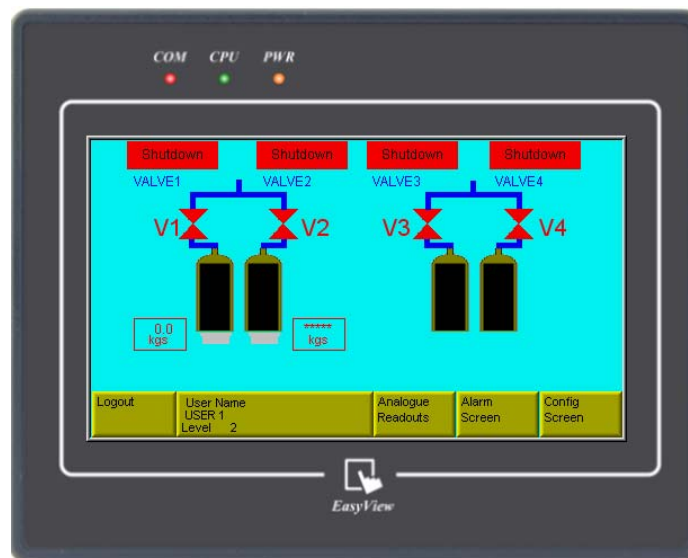 COM CPU PWR
Shutdown Shutdown Shutdown Shutdown
VALVE1 VALVE2 VALVE3 VALVE4
V1 V2 V3 V4
0.0
kgs
*****
kgs
Logout
User Name
USER 1
Level 2
Analogue
Readouts
Alarm
Screen
Config
Screen
EasyView